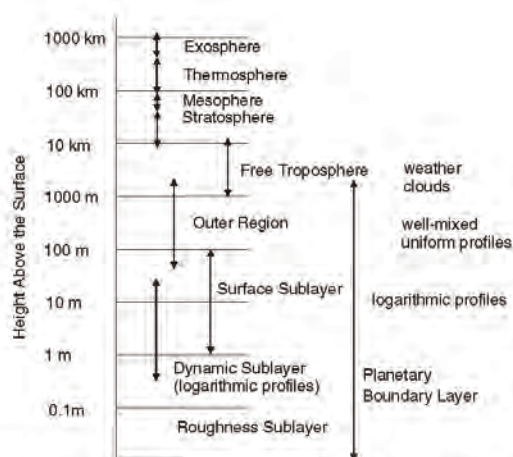 Height Above the Surface
1000 km
Exosphere
Thermosphere
100 km
Mesophere
Stratosphere
10 km
Free Troposphere
weather
clouds
1000 m
Outer Region
well-mixed
uniform profiles
100 m
Surface Sublayer
logarithmic profiles
10 m
1 m
Dynamic Sublayer
(logarithmic profiles)
Planetary
Boundary Layer
0.1m
Roughness Sublayer